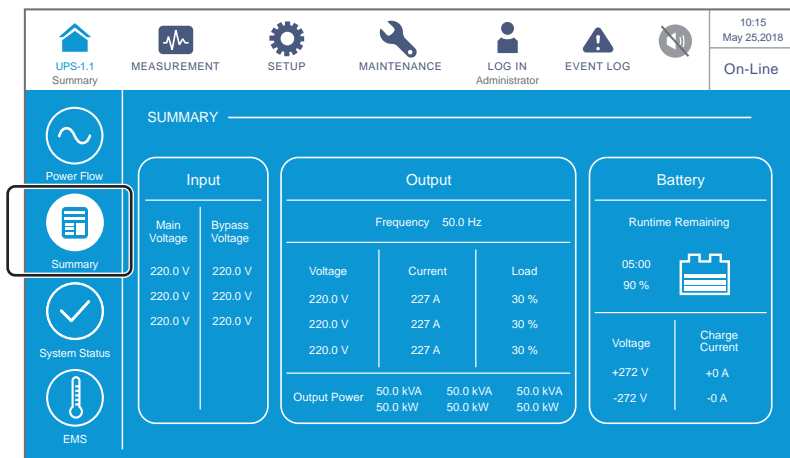 UPS-1.1
Summary
MEASUREMENT
SETUP
MAINTENANCE
LOG IN
Administrator
EVENT LOG
10:15
May 25,2018
On-Line
Power Flow
Summary
System Status
EMS
SUMMARY
Input
Main Voltage
Bypass Voltage
220.0 V 220.0 V
220.0 V 220.0 V
220.0 V 220.0 V
Output
Frequency 50.0 Hz
Voltage Current Load
220.0 V 227 A 30 %
220.0 V 227 A 30 %
220.0 V 227 A 30 %
Output Power 50.0 kVA 50.0 kVA 50.0 kVA
50.0 kW 50.0 kW 50.0 kW
Battery
Runtime Remaining
05:00
90 %
Voltage
Charge Current
+272 V +0 A
-272 V -0 A